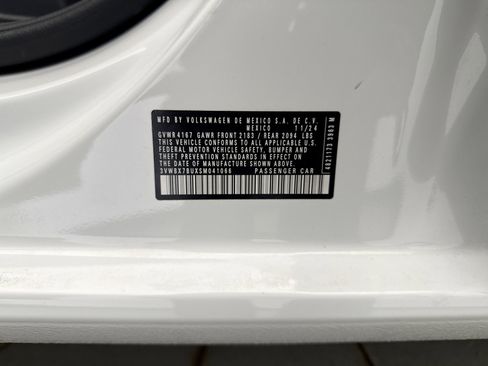 MFD BY VOLKSWAGEN DE MEXICO S.A. DE C.V.
MEXICO 11/24
GVWR 4167 GAWR FRONT 2183 / REAR 2094 LBS
THIS VEHICLE CONFORMS TO ALL APPLICABLE U.S.
FEDERAL MOTOR VEHICLE SAFETY, BUMPER, AND
THEFT PREVENTION STANDARDS IN EFFECT ON THE
DATE OF MANUFACTURE SHOWN ABOVE.
3VWBX7BUXSM041066 PASSENGER CAR
4821173 3963 M